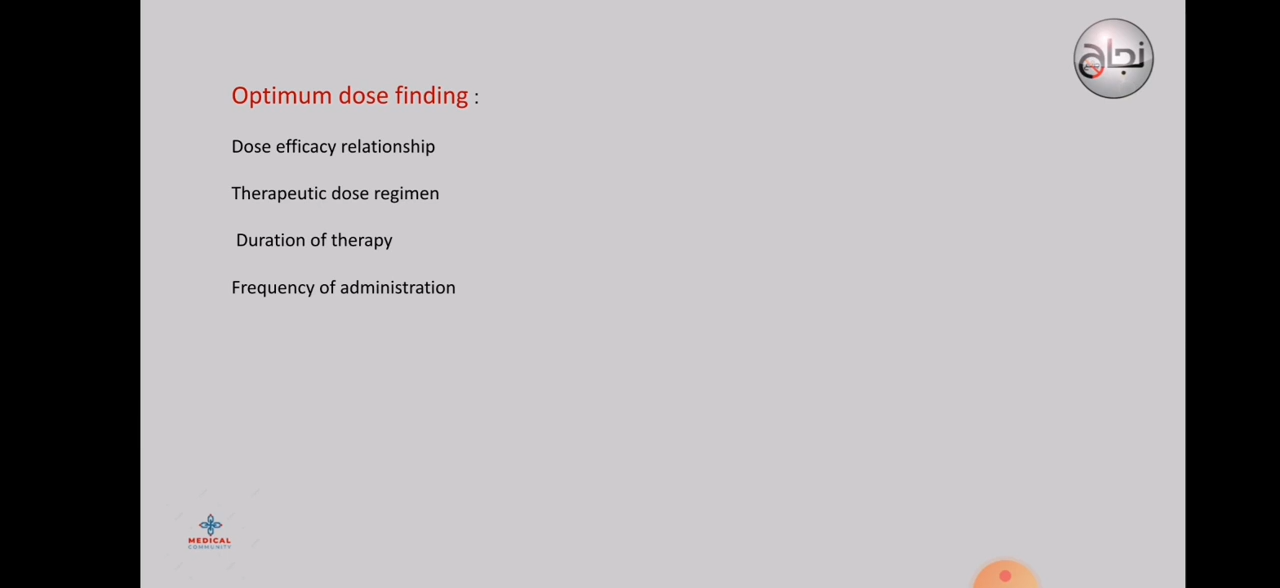 نجاح
Optimum dose finding :
Dose efficacy relationship
Therapeutic dose regimen
Duration of therapy
Frequency of administration
MEDICAL
COMMUNITY